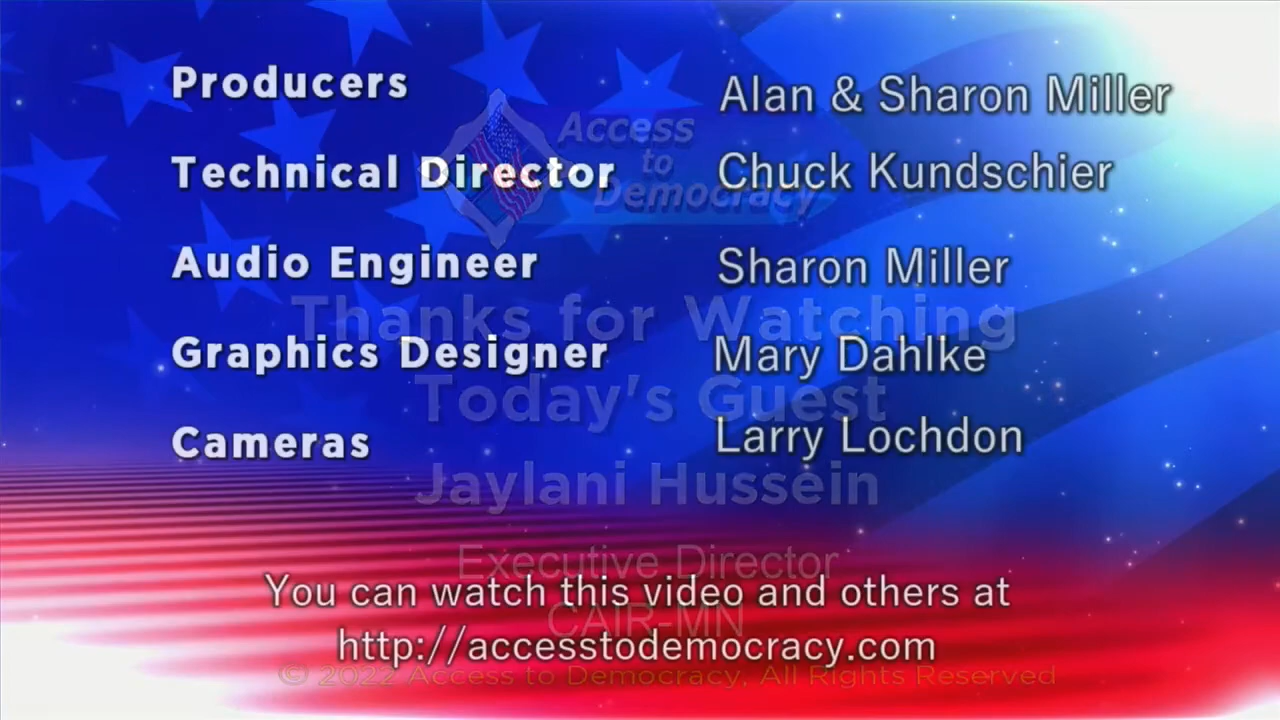 Producers Alan & Sharon Miller
Access
to
Democracy
Technical Director Chuck Kundschier
Audio Engineer Sharon Miller
Thanks for Watching
Graphics Designer Mary Dahlke
Today's Guest
Cameras Larry Lochdon
Jaylani Hussein
Executive Director
You can watch this video and others at
CAIR-MN
http://accesstodemocracy.com
© 2022 Access to Democracy, All Rights Reserved